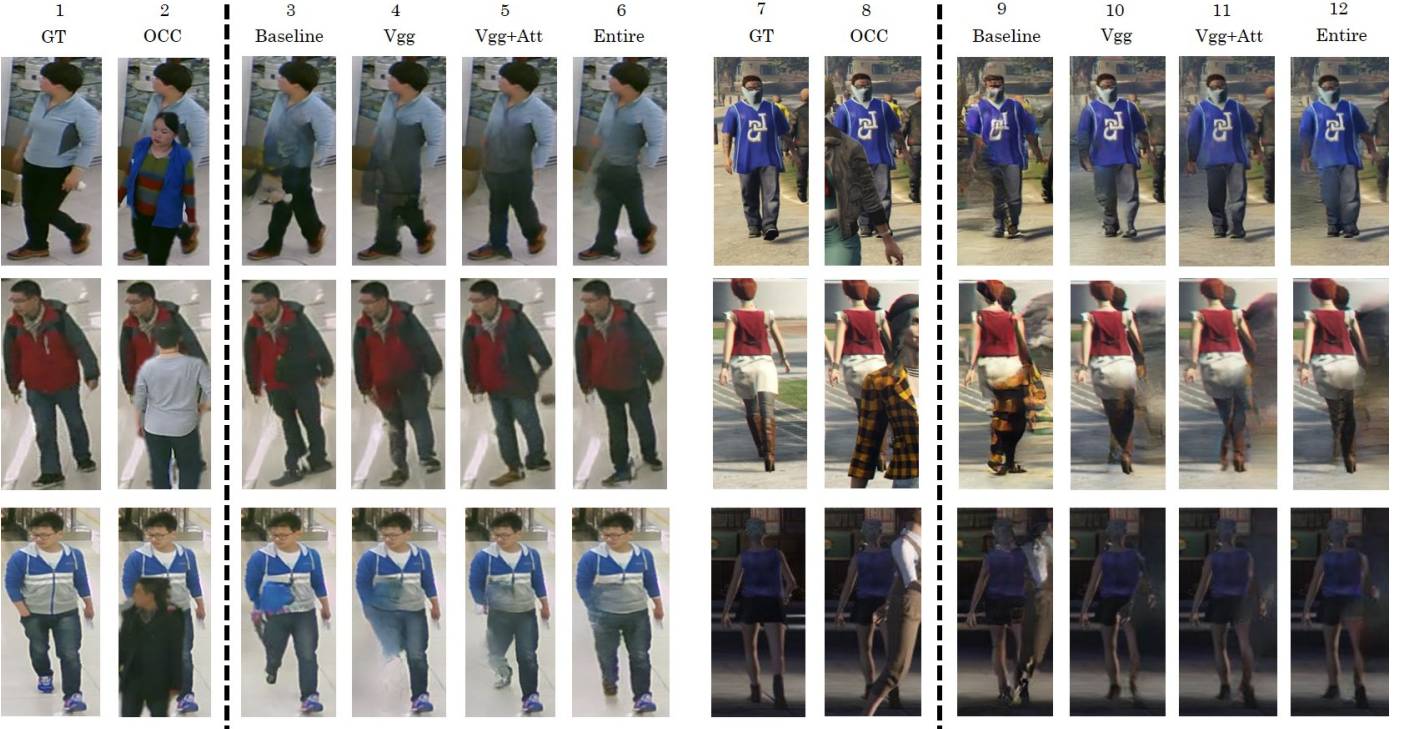 1 2 3 4 5 6 7 8 9 10 11 12
GT OCC Baseline Vgg Vgg+Att Entire GT OCC Baseline Vgg Vgg+Att Entire